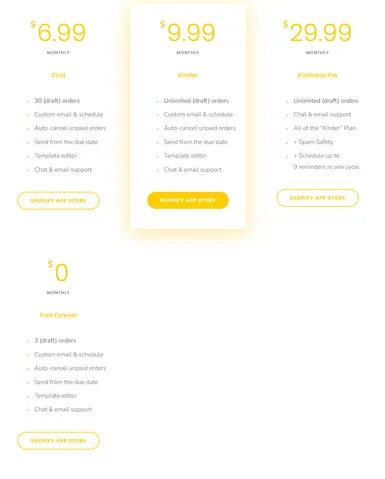 $6.99
MONTHLY
Kind
30 (draft) orders
Custom email & schedule
Auto-cancel unpaid orders
Send from the due date
Template editor
Chat & email support
SHOPIFY APP STORE
$9.99
MONTHLY
Kinder
Unlimited (draft) orders
Custom email & schedule
Auto-cancel unpaid orders
Send from the due date
Template editor
Chat & email support
SHOPIFY APP STORE
$29.99
MONTHLY
Kindness Pro
Unlimited (draft) orders
Chat & email support
All of the "Kinder" Plan
+ Spam Safety
+ Schedule up to
9 reminders in one cycle
SHOPIFY APP STORE
$0
MONTHLY
Free Forever
3 (draft) orders
Custom email & schedule
Auto-cancel unpaid orders
Send from the due date
Template editor
Chat & email support
SHOPIFY APP STORE